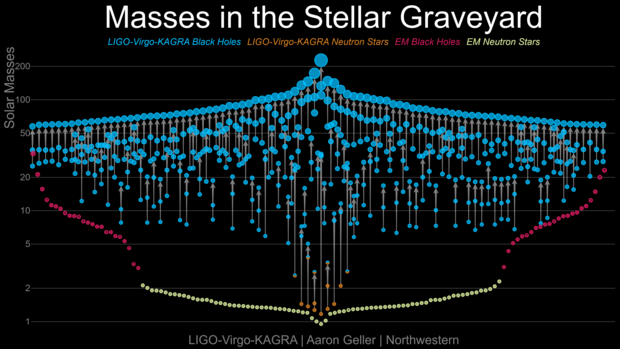 Masses in the Stellar Graveyard
LIGO-Virgo-KAGRA Black Holes LIGO-Virgo-KAGRA Neutron Stars EM Black Holes EM Neutron Stars
Solar Masses
200
100
50
20
10
5
2
1
LIGO-Virgo-KAGRA | Aaron Geller | Northwestern